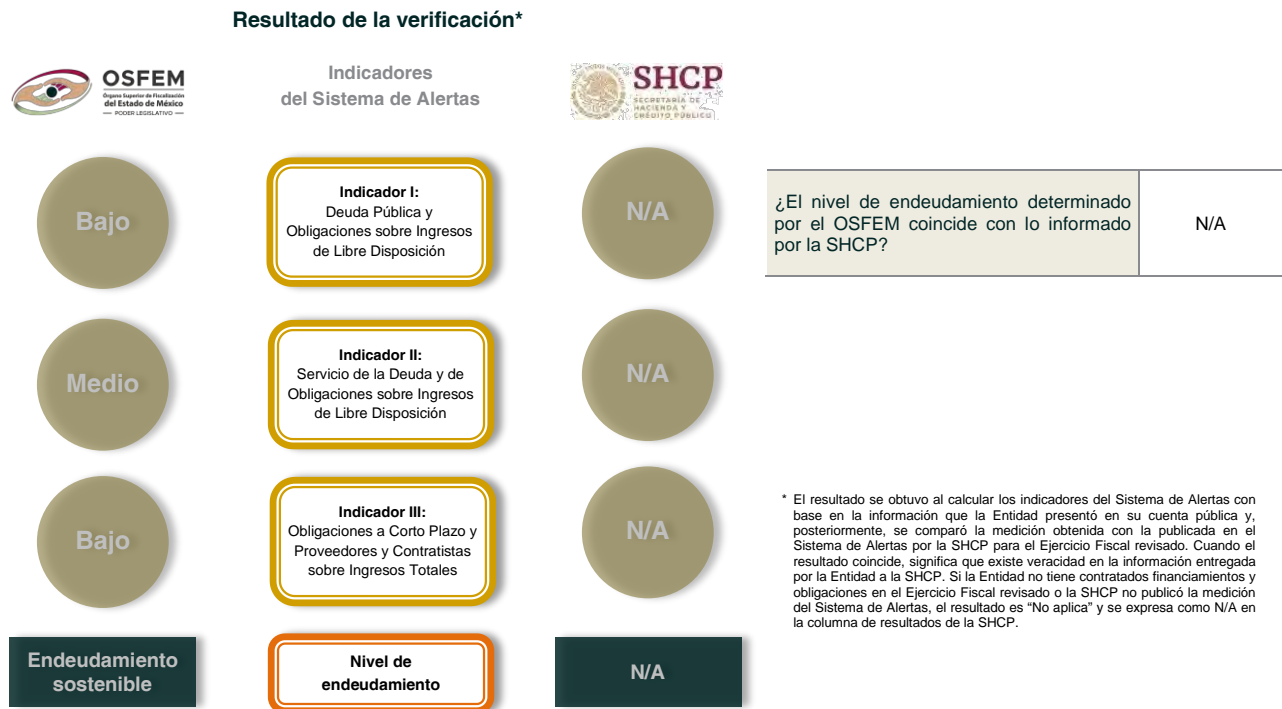 Resultado de la verificación*
OSFEM
Órgano Superior de Fiscalización
del Estado de México
— PODER LEGISLATIVO —
Indicadores
del Sistema de Alertas
SHCP
SECRETARÍA DE
HACIENDA Y
CRÉDITO PÚBLICO
Bajo
Indicador I:
Deuda Pública y
Obligaciones sobre Ingresos
de Libre Disposición
N/A
¿El nivel de endeudamiento determinado
por el OSFEM coincide con lo informado
por la SHCP?
N/A
Medio
Indicador II:
Servicio de la Deuda y de
Obligaciones sobre Ingresos
de Libre Disposición
N/A
Bajo
Indicador III:
Obligaciones a Corto Plazo y
Proveedores y Contratistas
sobre Ingresos Totales
N/A
* El resultado se obtuvo al calcular los indicadores del Sistema de Alertas con
base en la información que la Entidad presentó en su cuenta pública y,
posteriormente, se comparó la medición obtenida con la publicada en el
Sistema de Alertas por la SHCP para el Ejercicio Fiscal revisado. Cuando el
resultado coincide, significa que existe veracidad en la información entregada
por la Entidad a la SHCP. Si la Entidad no tiene contratados financiamientos y
obligaciones en el Ejercicio Fiscal revisado o la SHCP no publicó la medición
del Sistema de Alertas, el resultado es “No aplica” y se expresa como N/A en
la columna de resultados de la SHCP.
Endeudamiento
sostenible
Nivel de
endeudamiento
N/A